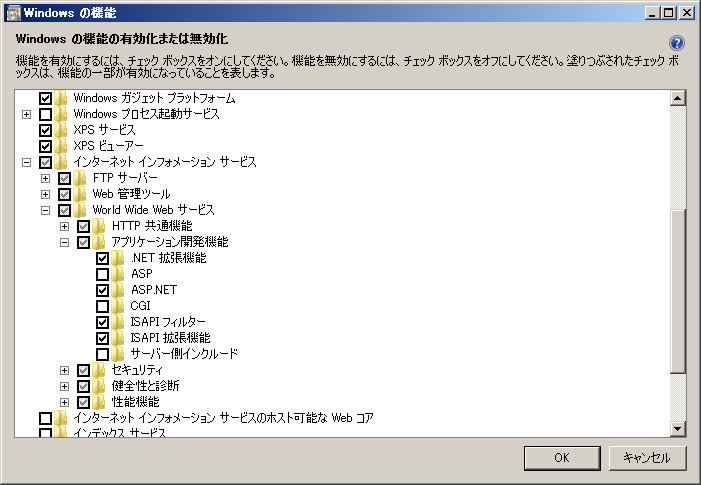 Windows の機能
Windows の機能の有効化または無効化
機能を有効にするには、チェック ボックスをオンにしてください。機能を無効にするには、チェック ボックスをオフにしてください。塗りつぶされたチェック ボ
ックスは、機能の一部が有効になっていることを表します。
Windows ガジェット プラットフォーム
Windows プロセス起動サービス
XPS サービス
XPS ビューアー
インターネット インフォメーション サービス
FTP サーバー
Web 管理ツール
World Wide Web サービス
HTTP 共通機能
アプリケーション開発機能
.NET 拡張機能
ASP
ASP.NET
CGI
ISAPI フィルター
ISAPI 拡張機能
サーバー側インクルード
セキュリティ
健全性と診断
性能機能
インターネット インフォメーション サービスのホスト可能な Web コア
インデックス サービス
OK キャンセル